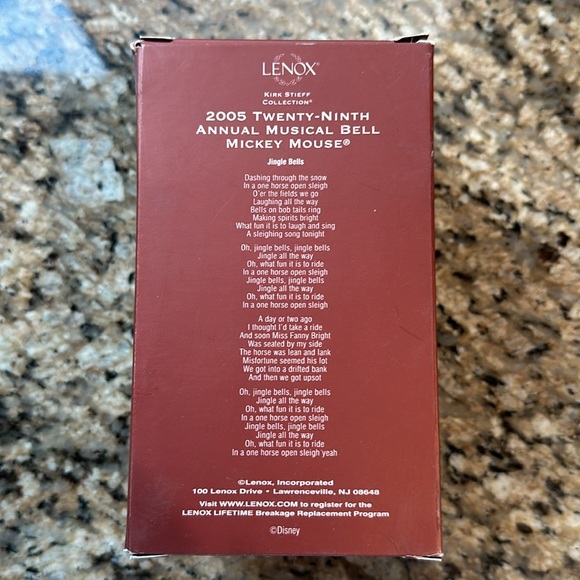 LENOX®
KIRK STIEFF
COLLECTION®
2005 TWENTY-NINTH
ANNUAL MUSICAL BELL
MICKEY MOUSE®
Jingle Bells
Dashing through the snow
In a one horse open sleigh
O'er the fields we go
Laughing all the way
Bells on bob tails ring
Making spirits bright
What fun it is to laugh and sing
A sleighing song tonight
Oh, jingle bells, jingle bells
Jingle all the way
Oh, what fun it is to ride
In a one horse open sleigh
Jingle bells, jingle bells
Jingle all the way
Oh, what fun it is to ride
In a one horse open sleigh
A day or two ago
I thought I'd take a ride
And soon Miss Fanny Bright
Was seated by my side
The horse was lean and lank
Misfortune seemed his lot
We got into a drifted bank
And then we got upsot
Oh, jingle bells, jingle bells
Jingle all the way
Oh, what fun it is to ride
In a one horse open sleigh
Jingle bells, jingle bells
Jingle all the way
Oh, what fun it is to ride
In a one horse open sleigh yeah
©Lenox, Incorporated
100 Lenox Drive • Lawrenceville, NJ 08648
Visit WWW.LENOX.COM to register for the
LENOX LIFETIME Breakage Replacement Program
©Disney